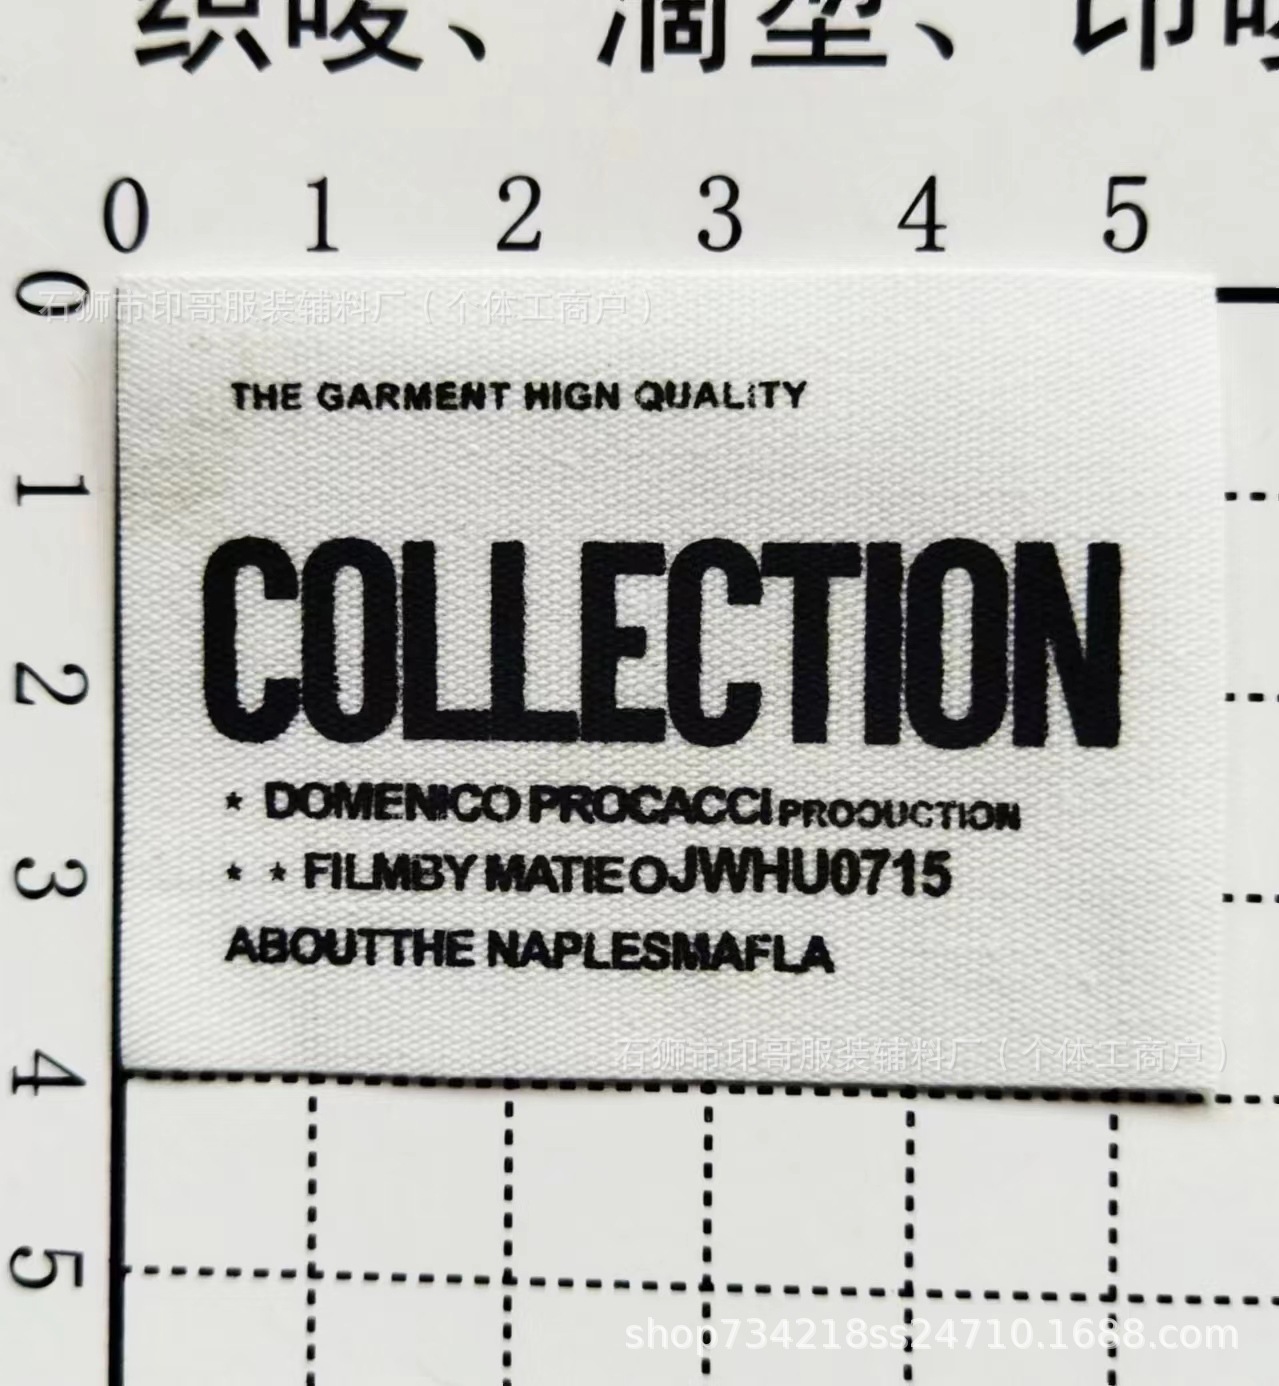 织唛、滴塑、印唛
0 1 2 3 4 5
0
石狮市印哥服装辅料厂（个体工商户）
THE GARMENT HIGN QUALITY
1
COLLECTION
2
* DOMENICO PROCACCI PRODUCTION
* * FILMBY MATIEOJWHU0715
3
ABOUTTHE NAPLESMAFLA
石狮市印哥服装辅料厂（个体工商户）
4
5
shop734218ss24710.1688.com